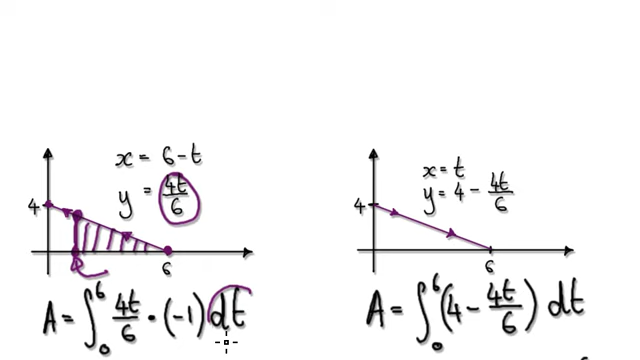 x = 6 - t
y = 4t/6
4
6
A = ∫₀⁶ 4t/6 · (-1) dt
x = t
y = 4 - 4t/6
4
6
A = ∫₀⁶ (4 - 4t/6) dt